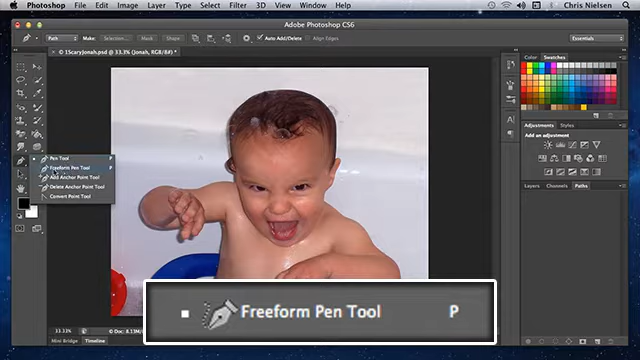 Photoshop File Edit Image Layer Type Select Filter 3D View Window Help Chris Nielsen
Adobe Photoshop CS6
Path Make: Selection... Mask Shape Auto Add/Delete Align Edges Essentials
× 1ScaryJonah.psd @ 33.3% (Jonah, RGB/8#) *
Color Swatches
Adjustments Styles
Add an adjustment
Layers Channels Paths
Pen Tool P
Freeform Pen Tool P
Add Anchor Point Tool
Delete Anchor Point Tool
Convert Point Tool
Freeform Pen Tool P
33.33% Doc:
Mini Bridge Timeline